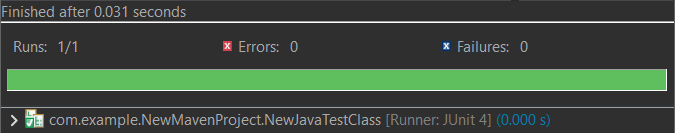 Finished after 0.031 seconds
Runs: 1/1 Errors: 0 Failures: 0
com.example.NewMavenProject.NewJavaTestClass [Runner: JUnit 4] (0.000 s)